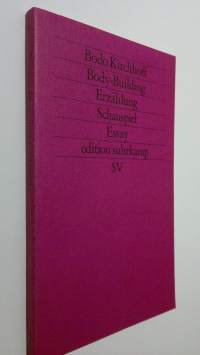 Bodo Kirchhoff
Body-Building
Erzählung
Schauspiel
Essay
edition suhrkamp
SV